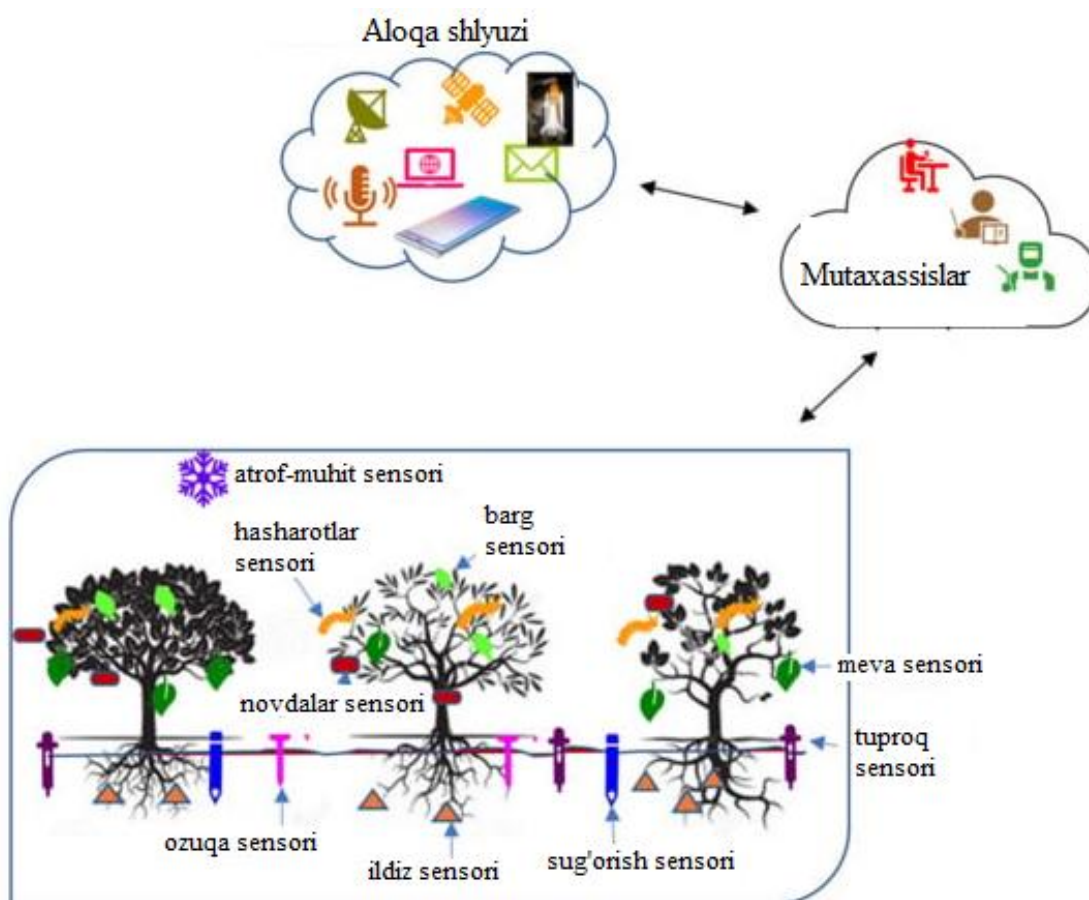 Aloqa shlyuzi
Mutaxassislar
atrof-muhit sensori
hasharotlar
sensori
barg
sensori
meva sensori
novdalar sensori
tuproq
sensori
ozuqa sensori
ildiz sensori
sug'orish sensori